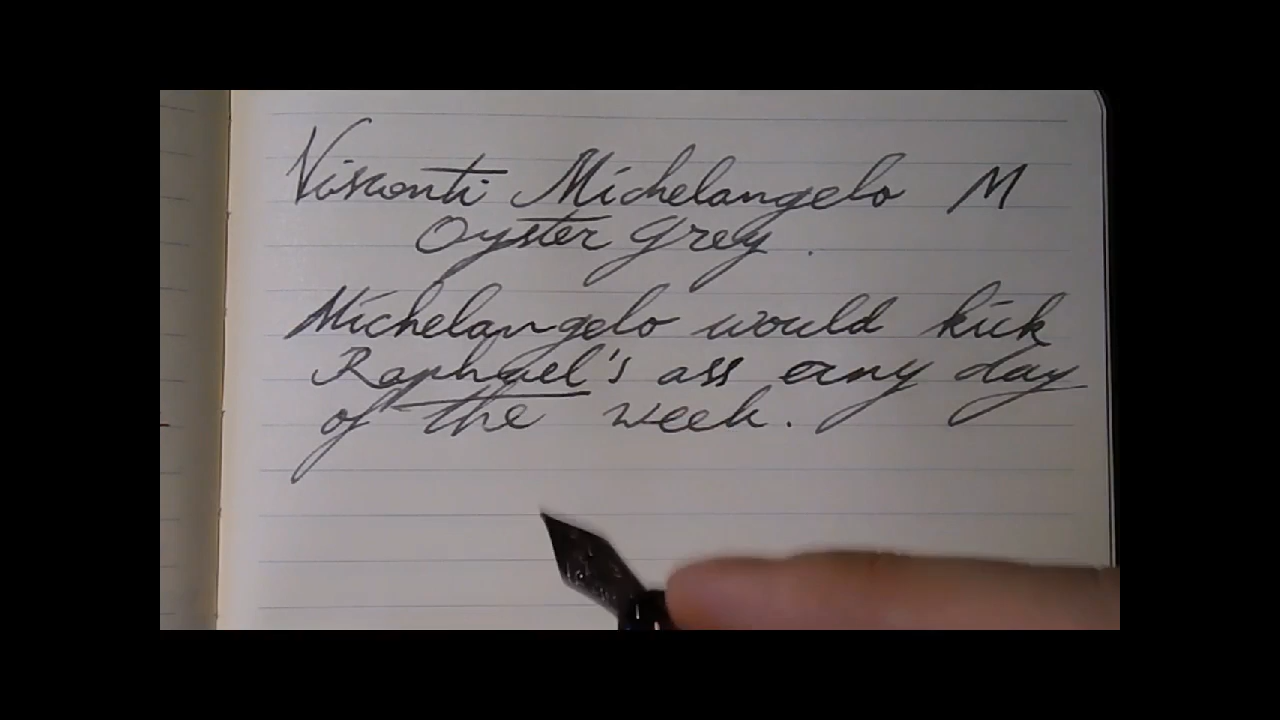 Visconti Michelangelo M
Oyster Grey.
Michelangelo would kick
Raphael's ass any day
of the week.